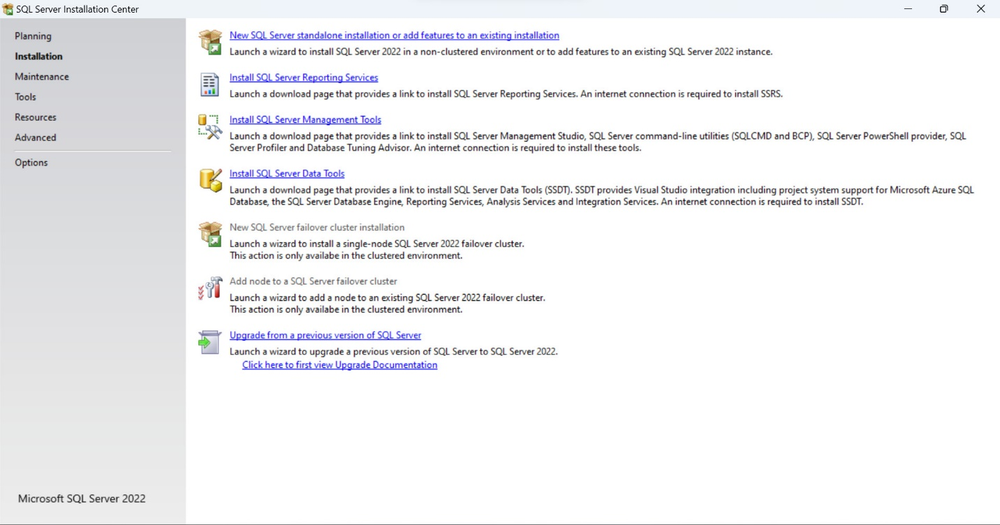 SQL Server Installation Center
Planning
Installation
Maintenance
Tools
Resources
Advanced
Options
Microsoft SQL Server 2022
New SQL Server standalone installation or add features to an existing installation
Launch a wizard to install SQL Server 2022 in a non-clustered environment or to add features to an existing SQL Server 2022 instance.
Install SQL Server Reporting Services
Launch a download page that provides a link to install SQL Server Reporting Services. An internet connection is required to install SSRS.
Install SQL Server Management Tools
Launch a download page that provides a link to install SQL Server Management Studio, SQL Server command-line utilities (SQLCMD and BCP), SQL Server PowerShell provider, SQL
Server Profiler and Database Tuning Advisor. An internet connection is required to install these tools.
Install SQL Server Data Tools
Launch a download page that provides a link to install SQL Server Data Tools (SSDT). SSDT provides Visual Studio integration including project system support for Microsoft Azure SQL
Database, the SQL Server Database Engine, Reporting Services, Analysis Services and Integration Services. An internet connection is required to install SSDT.
New SQL Server failover cluster installation
Launch a wizard to install a single-node SQL Server 2022 failover cluster.
This action is only availabe in the clustered environment.
Add node to a SQL Server failover cluster
Launch a wizard to add a node to an existing SQL Server 2022 failover cluster.
This action is only availabe in the clustered environment.
Upgrade from a previous version of SQL Server
Launch a wizard to upgrade a previous version of SQL Server to SQL Server 2022.
Click here to first view Upgrade Documentation